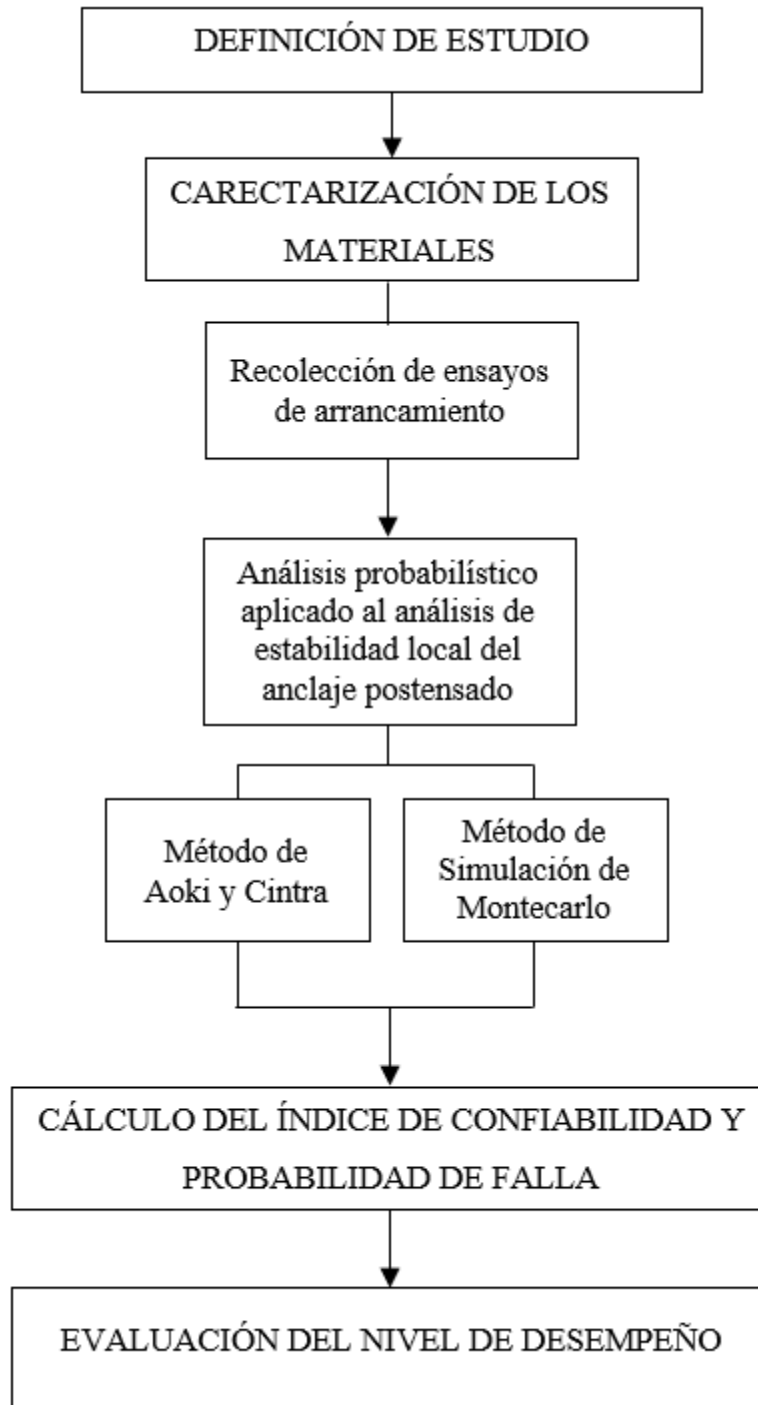 DEFINICIÓN DE ESTUDIO
CARECTARIZACIÓN DE LOS
MATERIALES
Recolección de ensayos
de arrancamiento
Análisis probabilístico
aplicado al análisis de
estabilidad local del
anclaje postensado
Método de
Aoki y Cintra
Método de
Simulación de
Montecarlo
CÁLCULO DEL ÍNDICE DE CONFIABILIDAD Y
PROBABILIDAD DE FALLA
EVALUACIÓN DEL NIVEL DE DESEMPEÑO